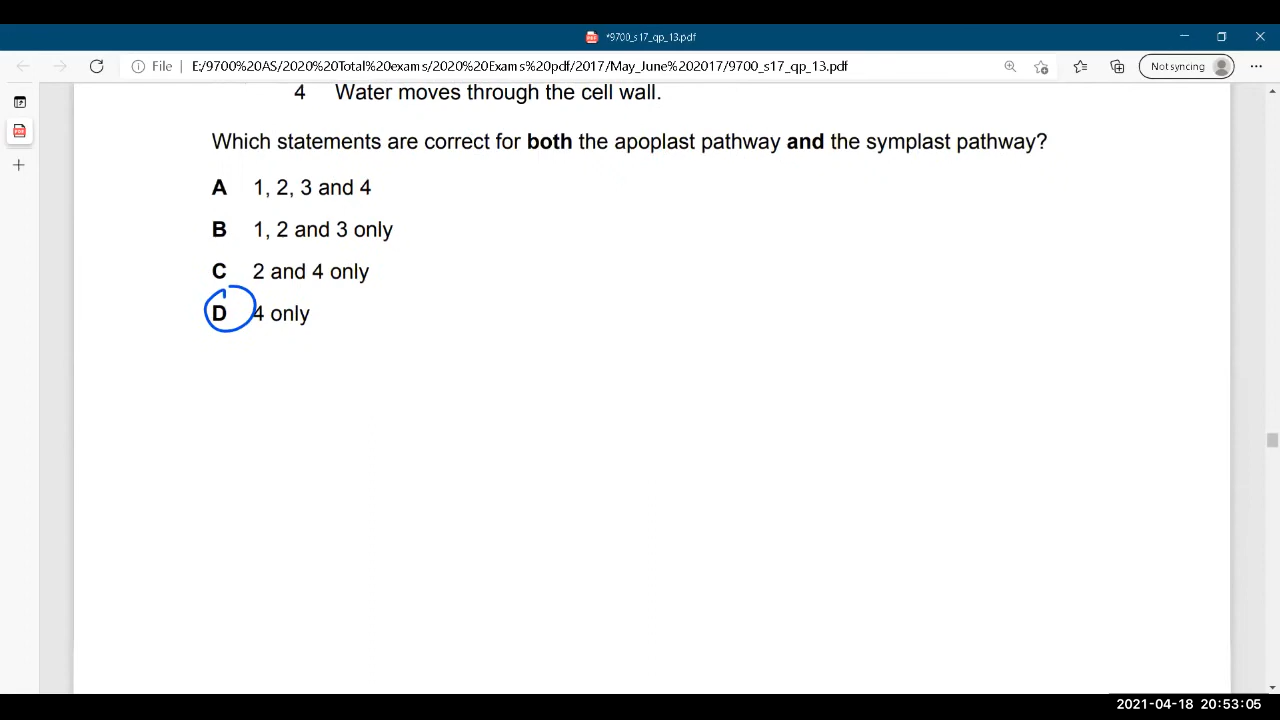 *9700_s17_qp_13.pdf
File | E:/9700%20AS/2020%20Total%20exams/2020%20Exams%20pdf/2017/May_June%202017/9700_s17_qp_13.pdf
Not syncing
4 Water moves through the cell wall.
Which statements are correct for both the apoplast pathway and the symplast pathway?
A 1, 2, 3 and 4
B 1, 2 and 3 only
C 2 and 4 only
D 4 only
2021-04-18 20:53:05